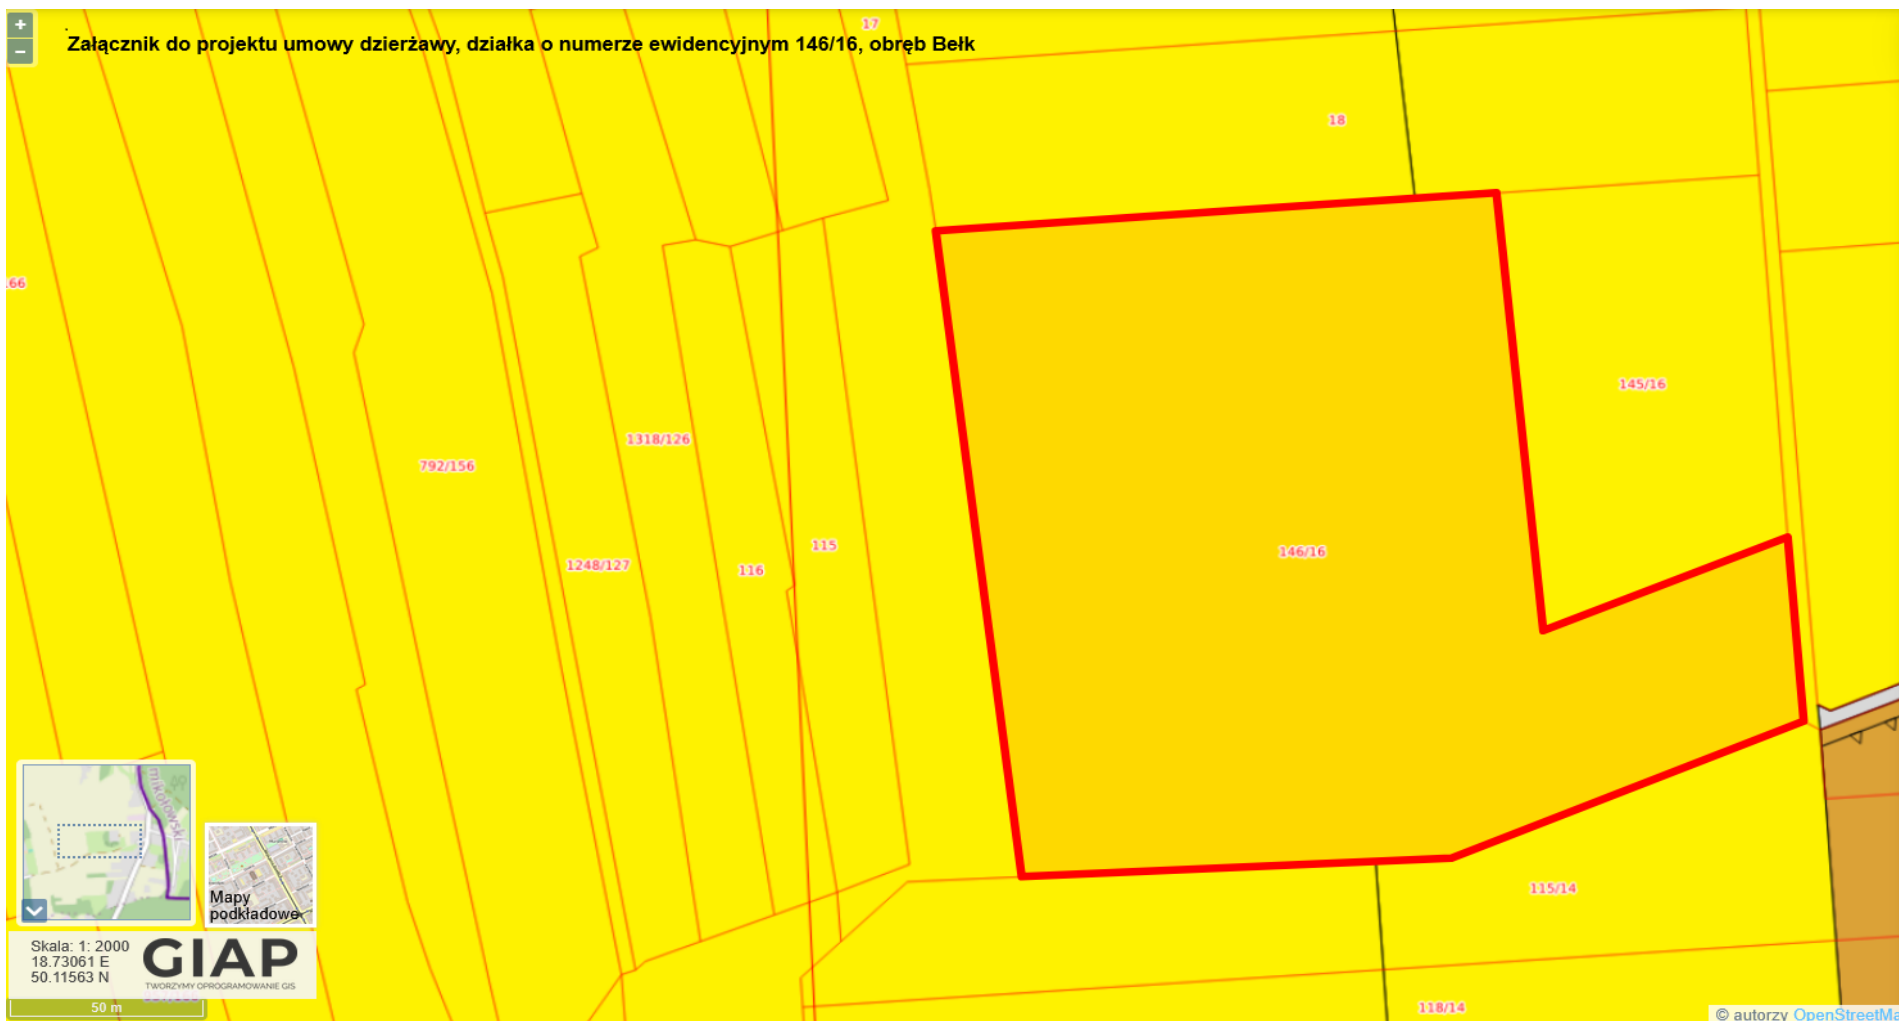 +
−
Załącznik do projektu umowy dzierżawy, działka o numerze ewidencyjnym 146/16, obręb Bełk
17
18
66
145/16
1318/126
792/156
115
146/16
1248/127
116
mikołowski
115/14
Mapy
podkładowe
Skala: 1: 2000
18.73061 E
50.11563 N
GIAP
TWORZYMY OPROGRAMOWANIE GIS
50 m
118/14
© autorzy OpenStreetMa